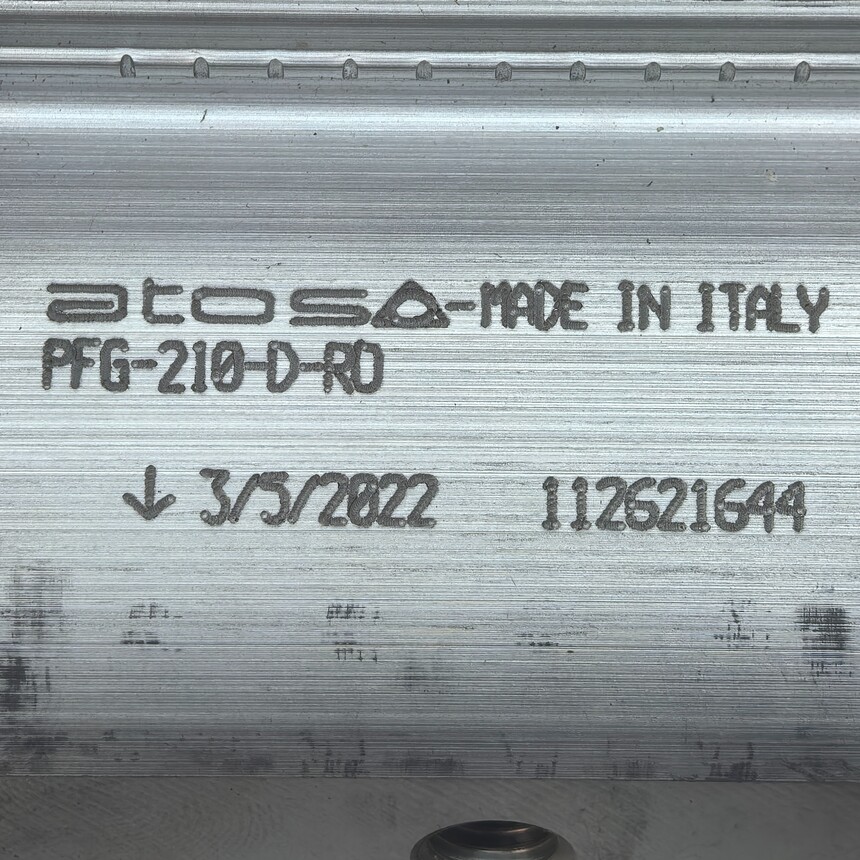 atos-MADE IN ITALY
PFG-210-D-RO
↓ 3/5/2022 112621644